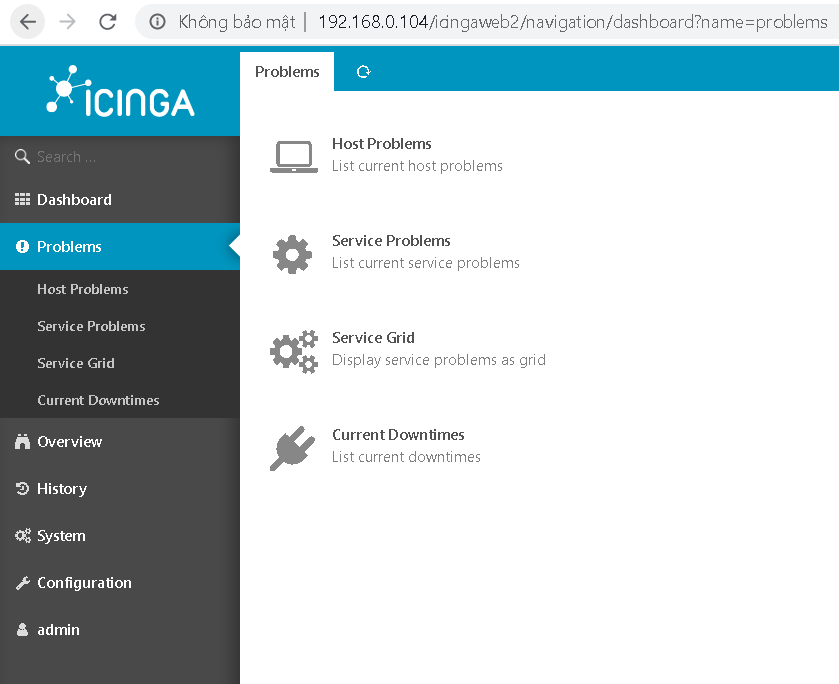 Không bảo mật | 192.168.0.104/icingaweb2/navigation/dashboard?name=problems
ICINGA
Search ...
Dashboard
Problems
Host Problems
Service Problems
Service Grid
Current Downtimes
Overview
History
System
Configuration
admin
Problems
Host Problems
List current host problems
Service Problems
List current service problems
Service Grid
Display service problems as grid
Current Downtimes
List current downtimes